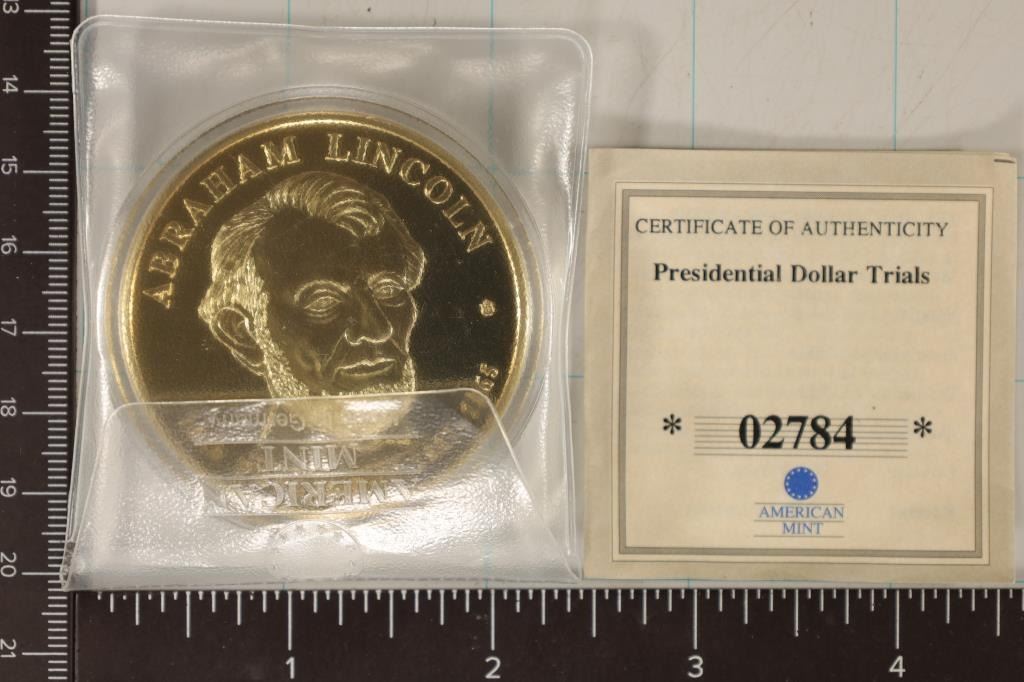 ABRAHAM LINCOLN
AMERICAN
MINT
CERTIFICATE OF AUTHENTICITY
Presidential Dollar Trials
* 02784 *
AMERICAN
MINT
13
14
15
16
17
18
19
20
21
1
2
3
4